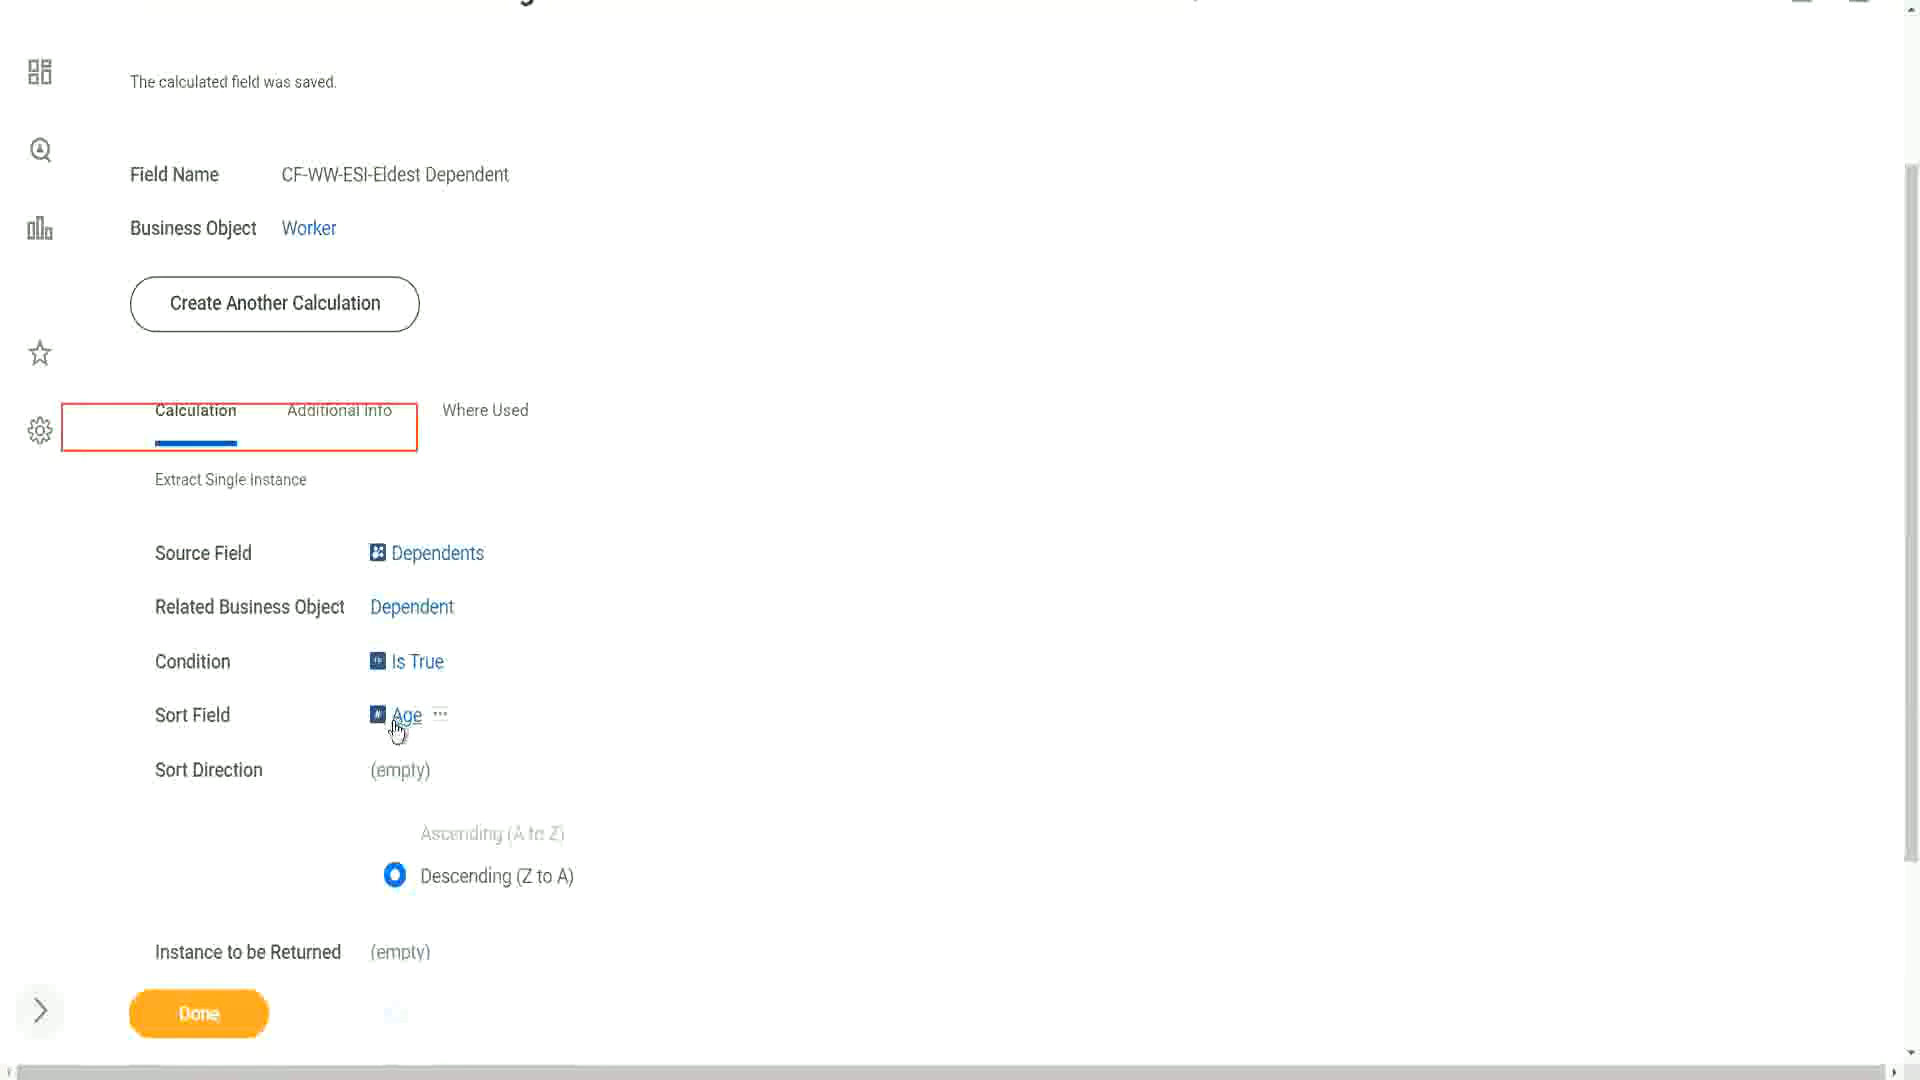 The calculated field was saved.
Field Name CF-WW-ESI-Eldest Dependent
Business Object Worker
Create Another Calculation
Calculation Additional Info Where Used
Extract Single Instance
Source Field Dependents
Related Business Object Dependent
Condition Is True
Sort Field Age ...
Sort Direction (empty)
Ascending (A to Z)
Descending (Z to A)
Instance to be Returned (empty)
Done